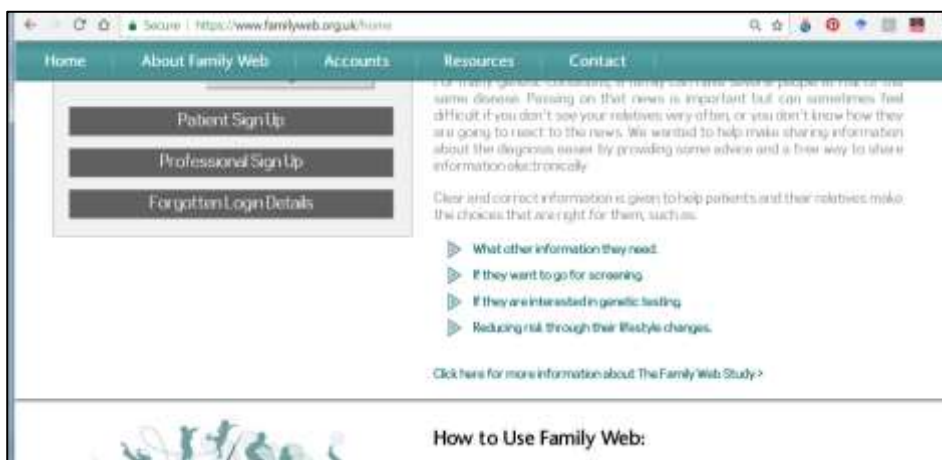 Secure | https://www.familyweb.org.uk/home
Home About Family Web Accounts Resources Contact
Patient Sign Up
Professional Sign Up
Forgotten Login Details
same disease. Passing on that news is important but can sometimes feel
difficult if you don't see your relatives very often, or you don't know how they
are going to react to the news. We wanted to help make sharing information
about the diagnosis easier by providing some advice and a free way to share
information electronically.
Clear and correct information is given to help patients and their relatives make
the choices that are right for them, such as:
What other information they need.
If they want to go for screening.
If they are interested in genetic testing.
Reducing risk through their lifestyle changes.
Click here for more information about The Family Web Study >
How to Use Family Web: